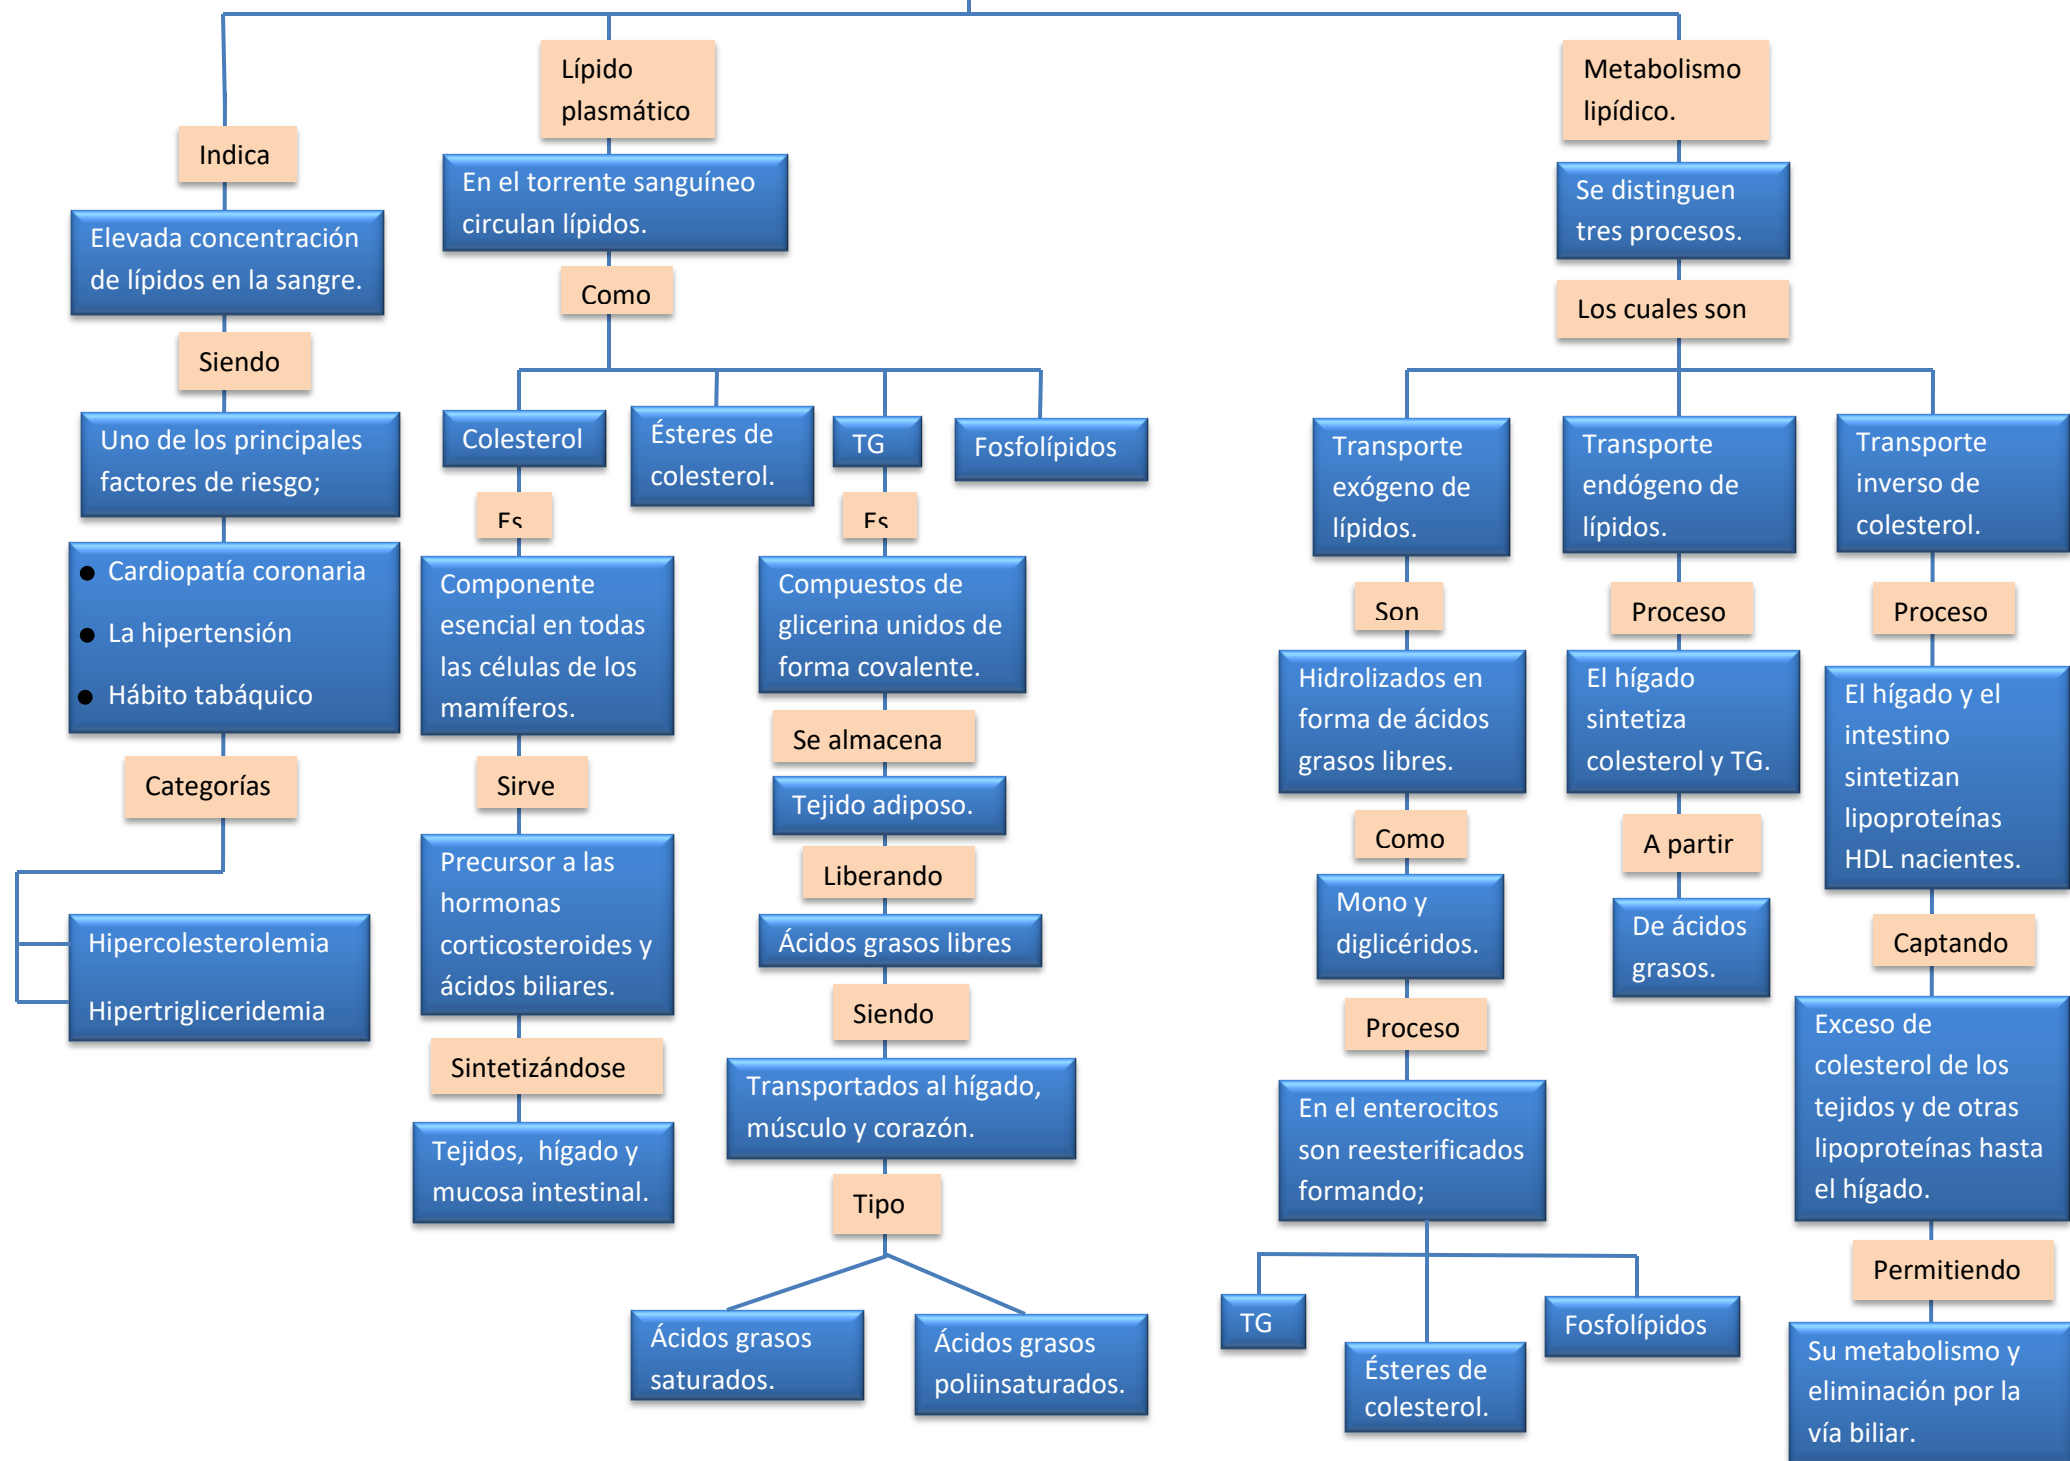 Indica
Elevada concentración
de lípidos en la sangre.
Siendo
Uno de los principales
factores de riesgo;
● Cardiopatía coronaria
● La hipertensión
● Hábito tabáquico
Categorías
Hipercolesterolemia
Hipertrigliceridemia
Lípido
plasmático
En el torrente sanguíneo
circulan lípidos.
Como
Colesterol
Es
Componente
esencial en todas
las células de los
mamíferos.
Sirve
Precursor a las
hormonas
corticosteroides y
ácidos biliares.
Sintetizándose
Tejidos, hígado y
mucosa intestinal.
Ésteres de
colesterol.
TG
Es
Compuestos de
glicerina unidos de
forma covalente.
Se almacena
Tejido adiposo.
Liberando
Ácidos grasos libres
Siendo
Transportados al hígado,
músculo y corazón.
Tipo
Ácidos grasos
saturados.
Ácidos grasos
poliinsaturados.
Fosfolípidos
Metabolismo
lipídico.
Se distinguen
tres procesos.
Los cuales son
Transporte
exógeno de
lípidos.
Son
Hidrolizados en
forma de ácidos
grasos libres.
Como
Mono y
diglicéridos.
Proceso
En el enterocitos
son reesterificados
formando;
TG
Ésteres de
colesterol.
Fosfolípidos
Transporte
endógeno de
lípidos.
Proceso
El hígado
sintetiza
colesterol y TG.
A partir
De ácidos
grasos.
Transporte
inverso de
colesterol.
Proceso
El hígado y el
intestino
sintetizan
lipoproteínas
HDL nacientes.
Captando
Exceso de
colesterol de los
tejidos y de otras
lipoproteínas hasta
el hígado.
Permitiendo
Su metabolismo y
eliminación por la
vía biliar.